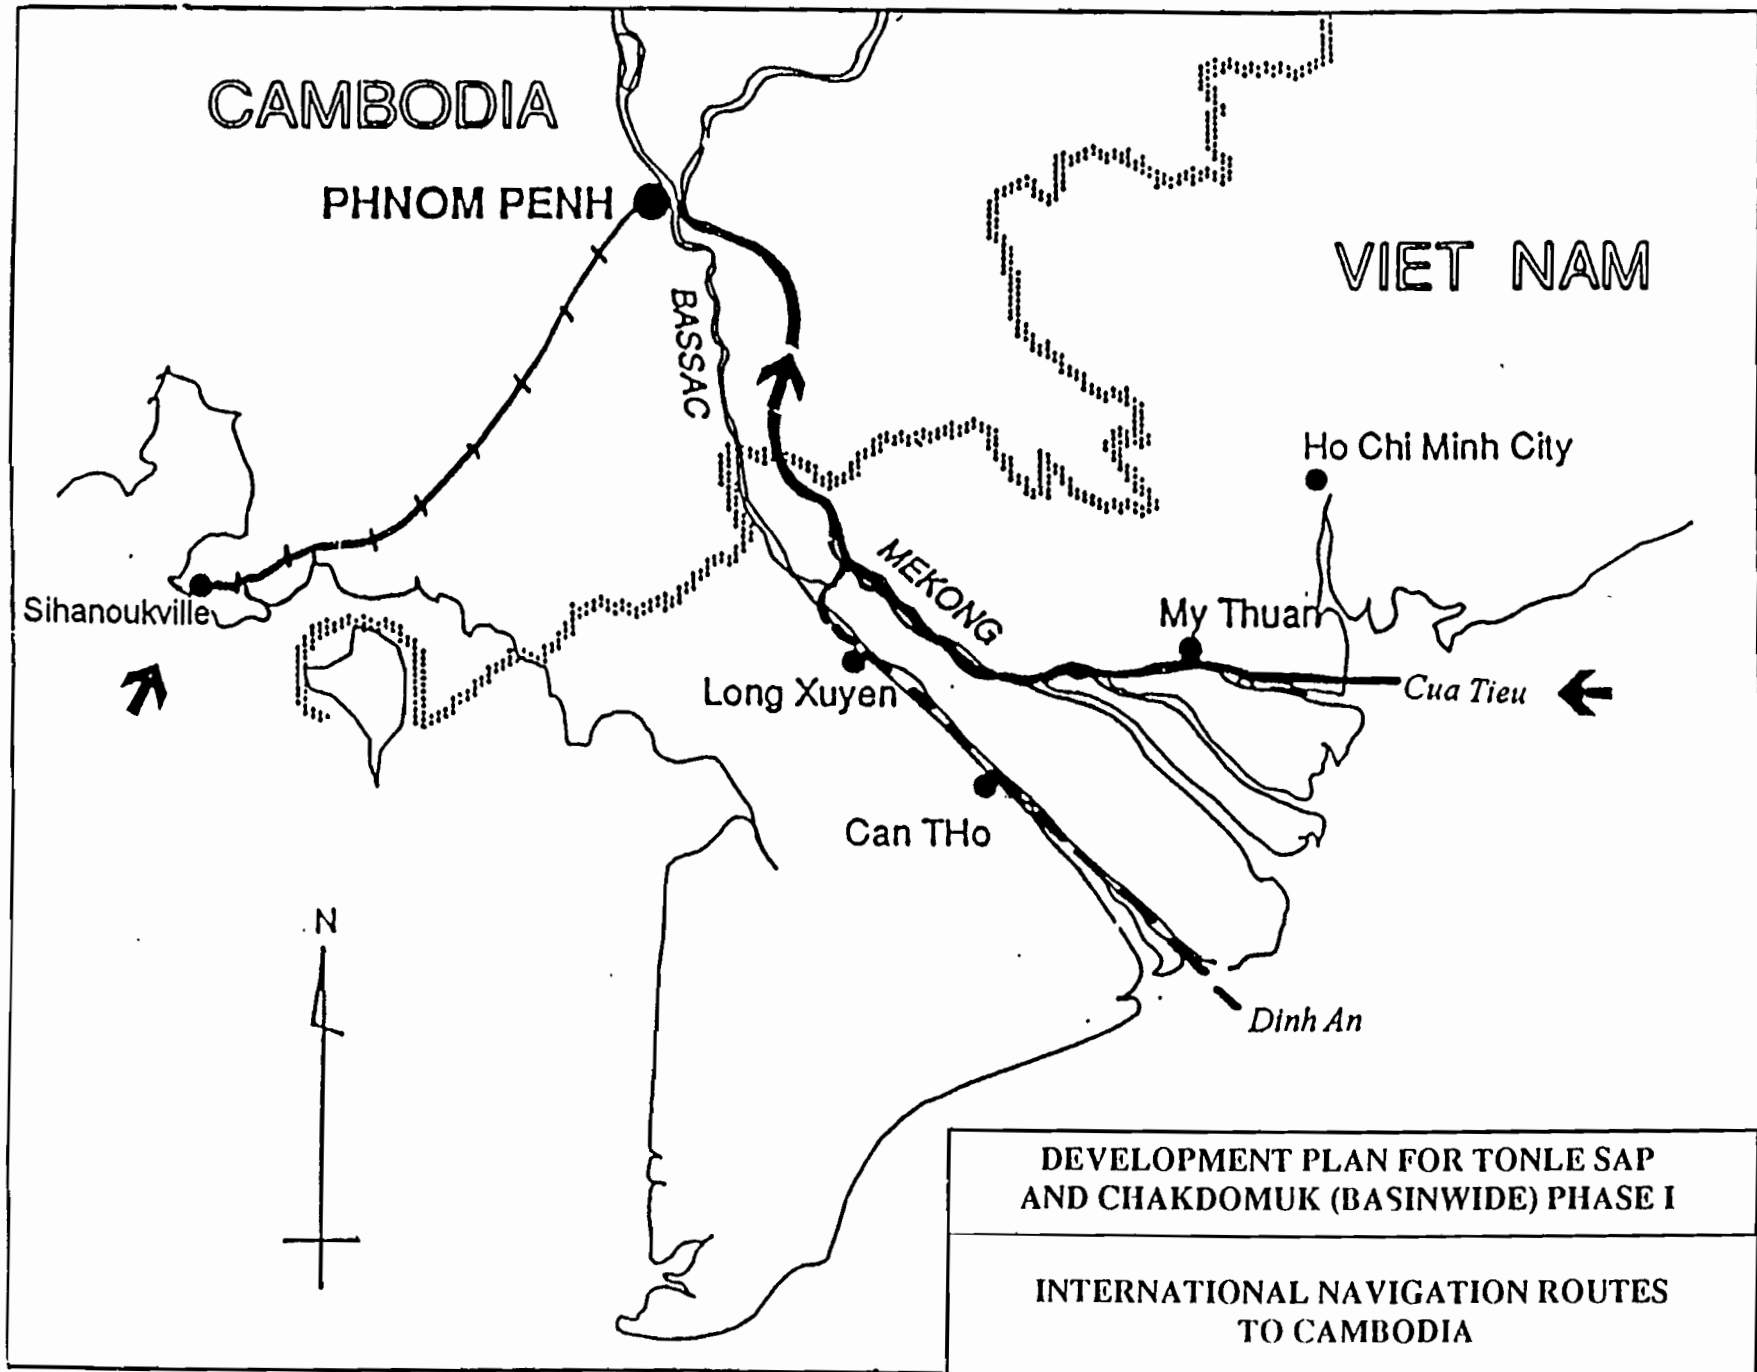 CAMBODIA
PHNOM PENH
VIET NAM
BASSAC
Ho Chi Minh City
MEKONG
Sihanoukville
My Thuan
Long Xuyen
Cua Tieu
Can THo
N
Dinh An
DEVELOPMENT PLAN FOR TONLE SAP
AND CHAKDOMUK (BASINWIDE) PHASE I
INTERNATIONAL NAVIGATION ROUTES
TO CAMBODIA